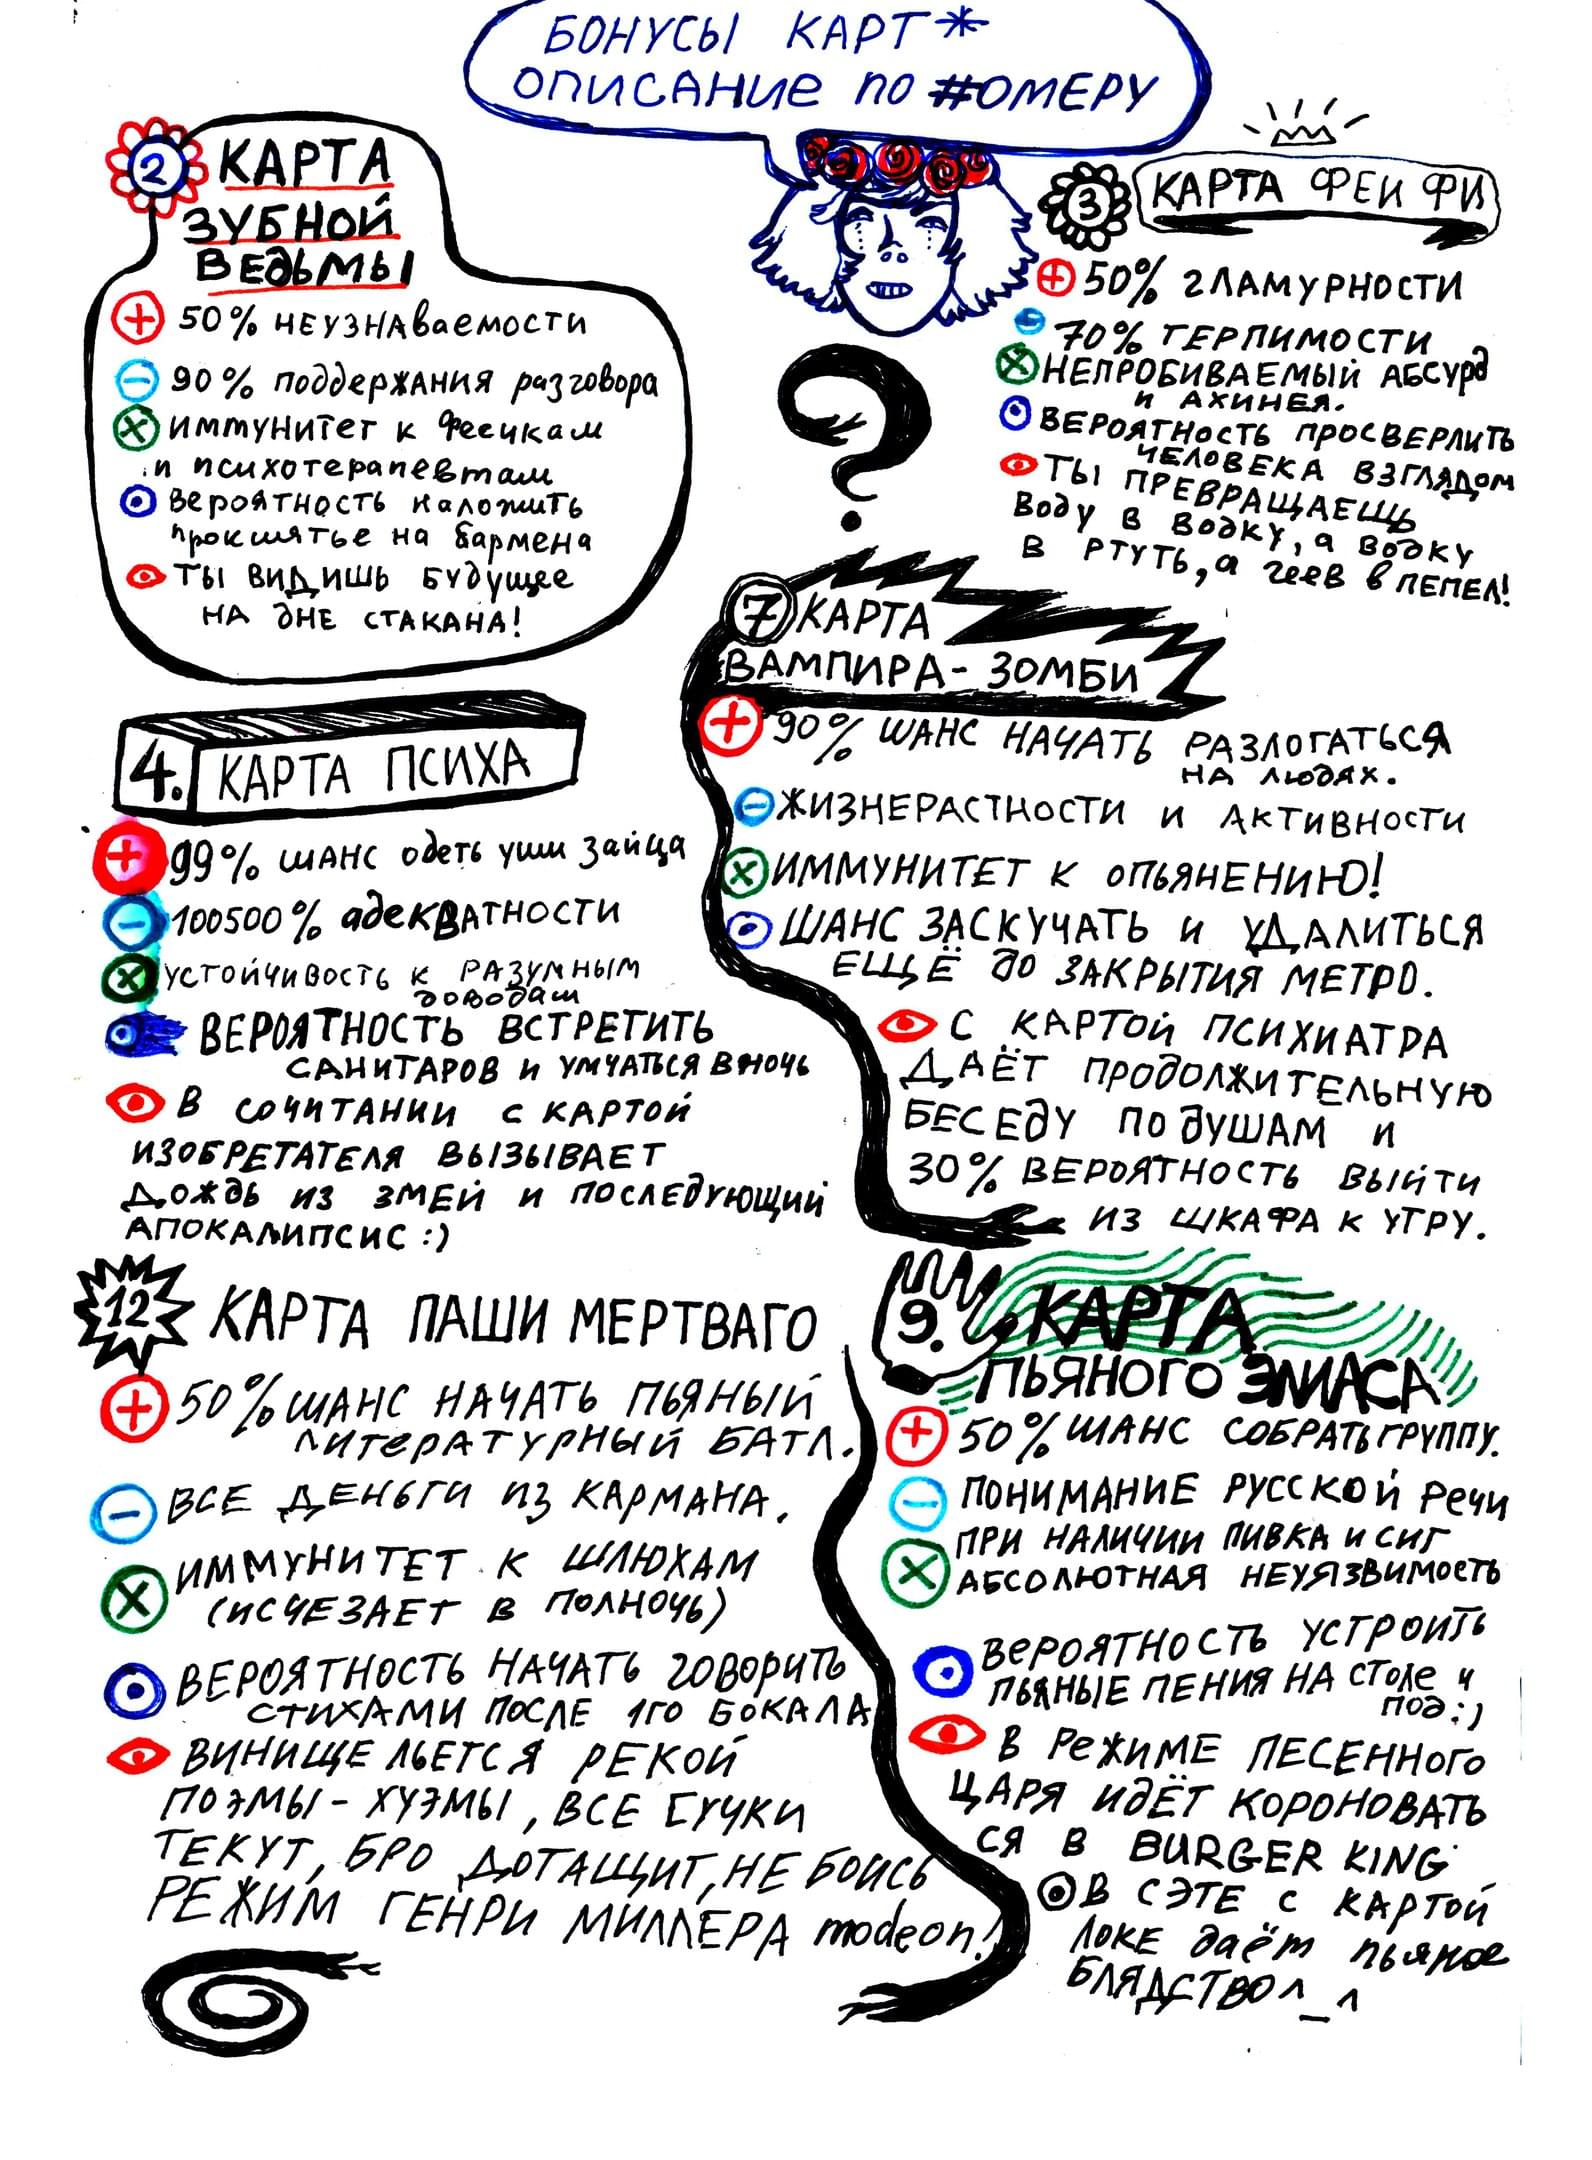 БОНУСЫ КАРТ*
ОПИСАНИЕ ПО #ОМЕРУ
2 КАРТА
ЗУБНОЙ
ВЕДЬМЫ
+ 50% НЕУЗНАВАЕМОСТИ
- 90% поддержания разговора
X иммунитет к феечкам
и психотерапевтам
вероятность наложить
проклятье на бармена
ТЫ ВИДИШЬ БУДУЩЕЕ
НА ДНЕ СТАКАНА!
3 КАРТА ФЕИ ФИ
+ 50% ГЛАМУРНОСТИ
- 70% ТЕРПИМОСТИ
X НЕПРОБИВАЕМЫЙ АБСУРД
И АХИНЕЯ.
ВЕРОЯТНОСТЬ ПРОСВЕРЛИТЬ
ЧЕЛОВЕКА ВЗГЛЯДОМ
ТЫ ПРЕВРАЩАЕЩЬ
ВОДУ В ВОДКУ, а ВОДКУ
В РТУТЬ, а геев в ПЕПЕЛ!
?
4. КАРТА ПСИХА
+ 99% ШАНС одеть уши зайца
- 100500% адекВАТНОСТИ
X УСТОЙЧИВОСТЬ К РАЗУМНЫМ
доводам
ВЕРОЯТНОСТЬ ВСТРЕТИТЬ
САНИТАРОВ И УМЧАТЬСЯ В НОЧЬ
В СОЧИТАНИИ С КАРТОЙ
ИЗОБРЕТАТЕЛЯ ВЫЗЫВАЕТ
ДОЖДЬ ИЗ ЗМЕЙ И ПОСЛЕДУЮЩИЙ
АПОКАЛИПСИС :)
7 КАРТА
ВАМПИРА-ЗОМБИ
+ 90% ШАНС НАЧАТЬ РАЗЛОГАТЬСЯ
НА ЛЮДЯХ.
- ЖИЗНЕРАСТНОСТИ И АКТИВНОСТИ
X ИММУНИТЕТ К ОПЬЯНЕНИЮ!
ШАНС ЗАСКУЧАТЬ И УДАЛИТЬСЯ
ЕЩЁ ДО ЗАКРЫТИЯ МЕТРО.
С КАРТОЙ ПСИХИАТРА
ДАЁТ ПРОДОЛЖИТЕЛЬНУЮ
БЕСЕДУ ПО ДУШАМ И
30% ВЕРОЯТНОСТЬ ВЫЙТИ
ИЗ ШКАФА К УТРУ.
12 КАРТА ПАШИ МЕРТВАГО
+ 50% ШАНС НАЧАТЬ ПЬЯНЫЙ
ЛИТЕРАТУРНЫЙ БАТЛ.
- ВСЕ ДЕНЬГИ ИЗ КАРМАНА.
X ИММУНИТЕТ К ШЛЮХАМ
(ИСЧЕЗАЕТ В ПОЛНОЧЬ)
ВЕРОЯТНОСТЬ НАЧАТЬ ГОВОРИТЬ
СТИХАМИ ПОСЛЕ 1ГО БОКАЛА
ВИНИЩЕ ЛЬЕТСЯ РЕКОЙ
ПОЭМЫ-ХУЭМЫ, ВСЕ СУЧКИ
ТЕКУТ, БРО ДОТАЩИТ, НЕ БОИСЬ
РЕЖИМ ГЕНРИ МИЛЛЕРА modeon!
9. КАРТА
ПЬЯНОГО ЭЛИАСА
+ 50% ШАНС СОБРАТЬ ГРУППУ.
- ПОНИМАНИЕ РУССКОЙ РЕЧИ
ПРИ НАЛИЧИИ ПИВКА И СИГ
X АБСОЛЮТНАЯ НЕУЯЗВИМОСТЬ
ВЕРОЯТНОСТЬ УСТРОИТЬ
ПЬЯНЫЕ ПЕНИЯ НА СТОЛЕ И
ПОД :)
В РЕЖИМЕ ПЕСЕННОГО
ЦАРЯ ИДЁТ КОРОНОВАТЬ
СЯ В BURGER KING
В СЭТЕ С КАРТОЙ
ЛОКЕ даёт пьяное
БЛЯДСТВО ^_^